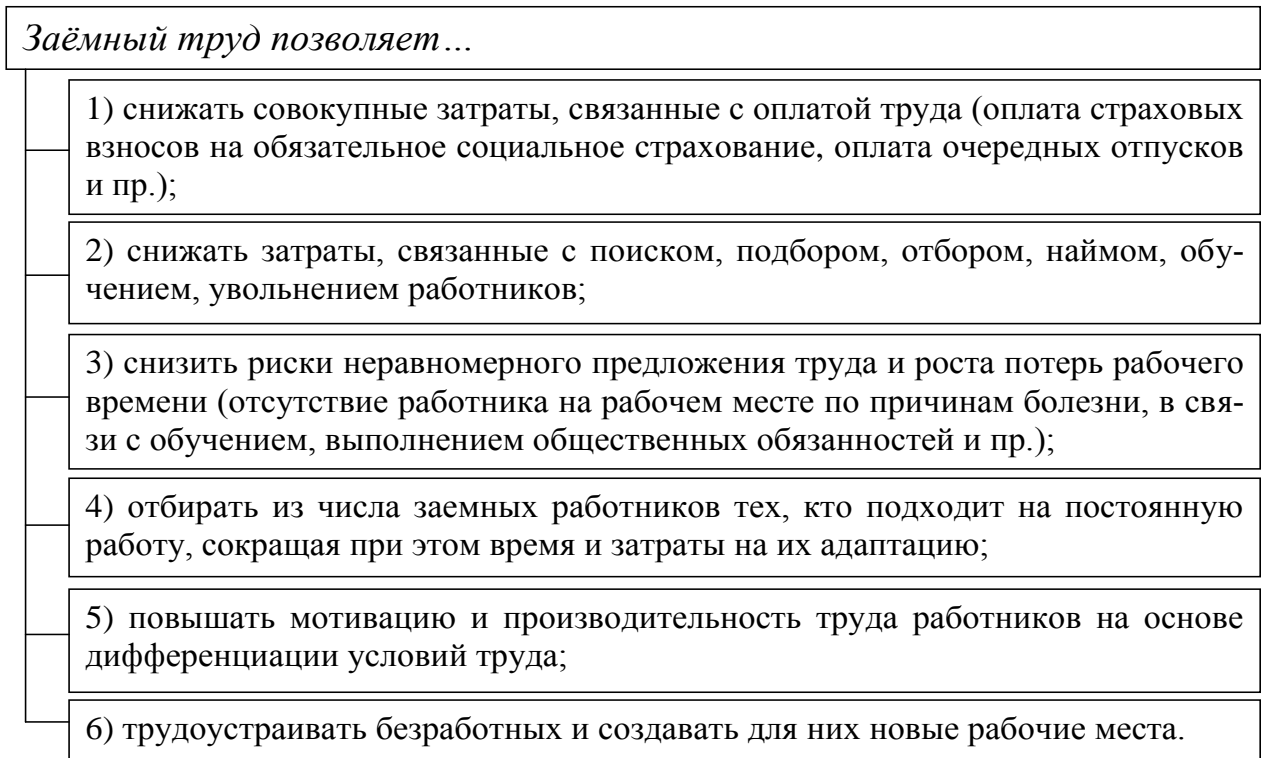 Заёмный труд позволяет…
1) снижать совокупные затраты, связанные с оплатой труда (оплата страховых
взносов на обязательное социальное страхование, оплата очередных отпусков
и пр.);
2) снижать затраты, связанные с поиском, подбором, отбором, наймом, обу-
чением, увольнением работников;
3) снизить риски неравномерного предложения труда и роста потерь рабочего
времени (отсутствие работника на рабочем месте по причинам болезни, в свя-
зи с обучением, выполнением общественных обязанностей и пр.);
4) отбирать из числа заемных работников тех, кто подходит на постоянную
работу, сокращая при этом время и затраты на их адаптацию;
5) повышать мотивацию и производительность труда работников на основе
дифференциации условий труда;
6) трудоустраивать безработных и создавать для них новые рабочие места.